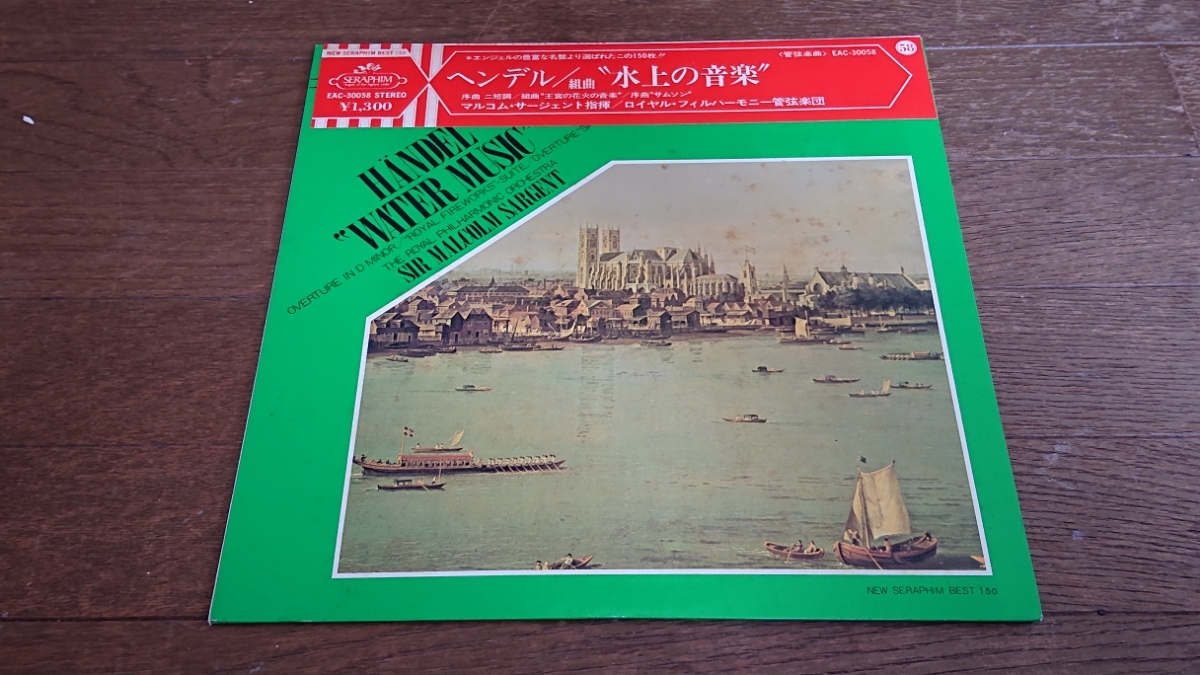 NEW SERAPHIM BEST 150
SERAPHIM
EAC-30058 STEREO
¥1,300
*エンジェルの豊富な名盤より選ばれたこの150枚!!
〈管弦楽曲〉 EAC-30058
58
ヘンデル/組曲“水上の音楽”
序曲 ニ短調/組曲“王宮の花火の音楽”/序曲“サムソン”
マルコム・サージェント指揮/ロイヤル・フィルハーモニー管弦楽団
HÄNDEL
“WATER MUSIC”
OVERTURE IN D MINOR/“ROYAL FIREWORKS” SUITE/OVERTURE
THE ROYAL PHILHARMONIC ORCHESTRA
SIR MALCOLM SARGENT
NEW SERAPHIM BEST 150